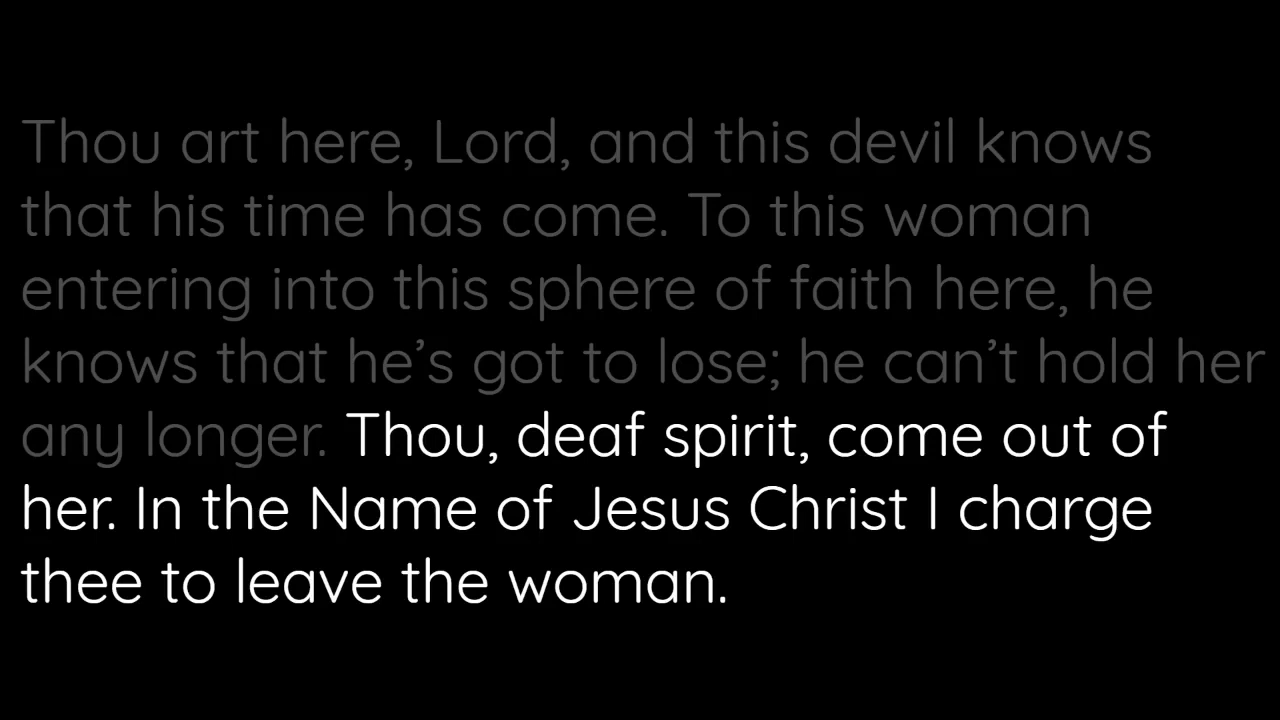 Thou art here, Lord, and this devil knows
that his time has come. To this woman
entering into this sphere of faith here, he
knows that he’s got to lose; he can’t hold her
any longer. Thou, deaf spirit, come out of
her. In the Name of Jesus Christ I charge
thee to leave the woman.